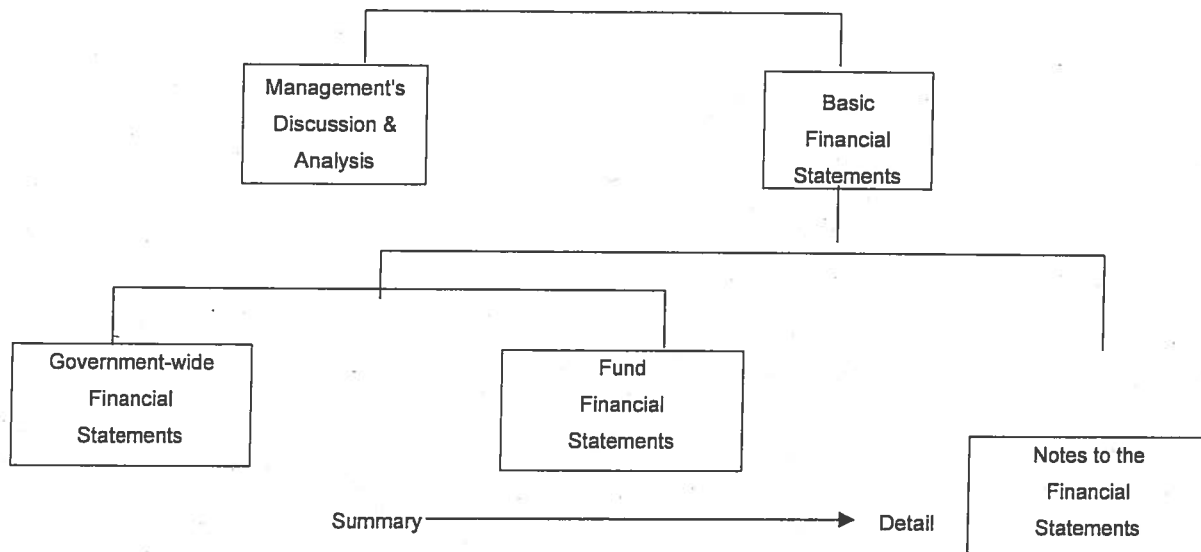 Management's
Discussion &
Analysis
Basic
Financial
Statements
Government-wide
Financial
Statements
Fund
Financial
Statements
Notes to the
Financial
Statements
Summary
Detail